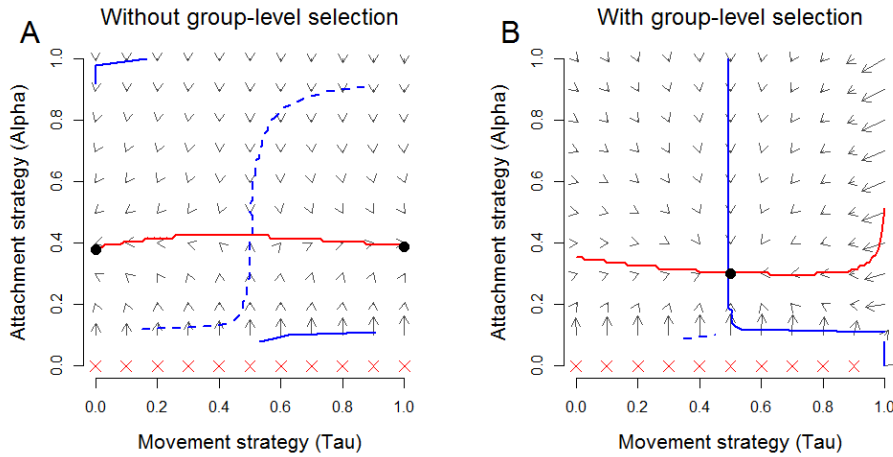 Without group-level selection
A
Attachment strategy (Alpha)
1.0
0.8
0.6
0.4
0.2
0.0
0.0 0.2 0.4 0.6 0.8 1.0
Movement strategy (Tau)
With group-level selection
B
Attachment strategy (Alpha)
1.0
0.8
0.6
0.4
0.2
0.0
0.0 0.2 0.4 0.6 0.8 1.0
Movement strategy (Tau)